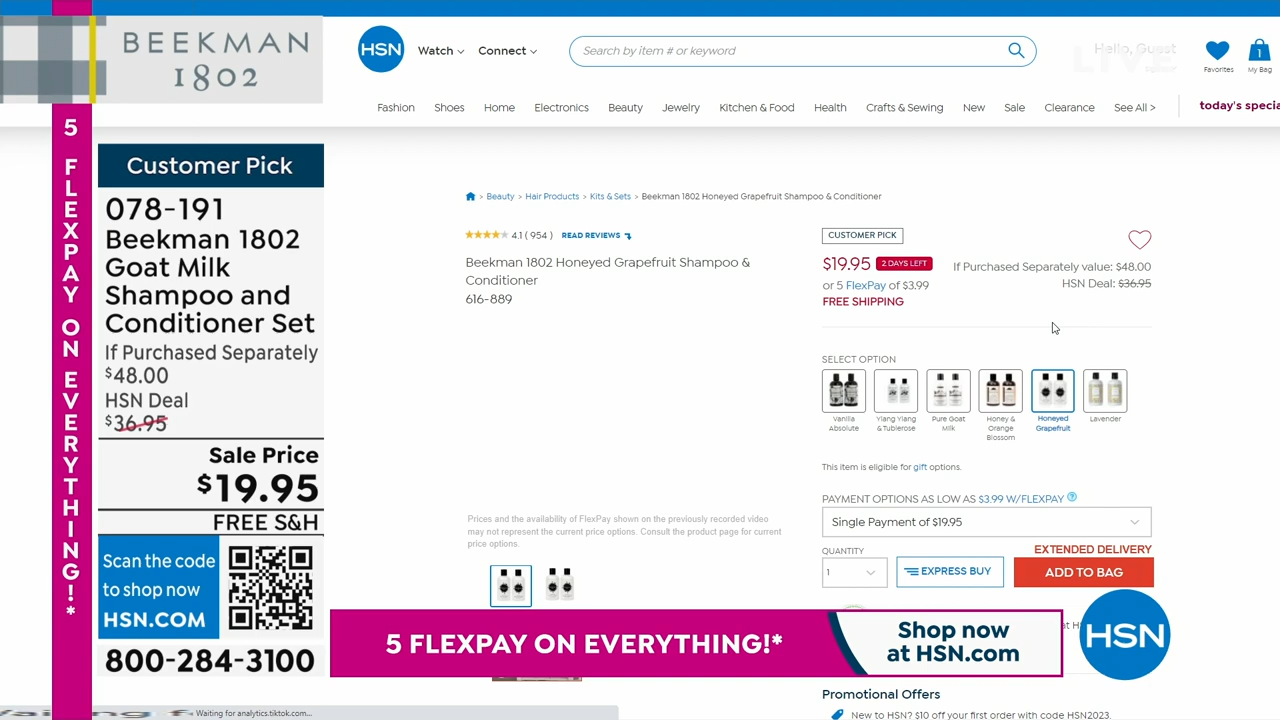 BEEKMAN
1802
5 FLEXPAY ON EVERYTHING!*
Customer Pick
078-191
Beekman 1802
Goat Milk
Shampoo and
Conditioner Set
If Purchased Separately
$48.00
HSN Deal
$36.95
Sale Price
$19.95
FREE S&H
Scan the code
to shop now
HSN.COM
800-284-3100
HSN
Watch
Connect
Search by item # or keyword
Hello, Guest
LIVE
Favorites
1
My Bag
Fashion Shoes Home Electronics Beauty Jewelry Kitchen & Food Health Crafts & Sewing New Sale Clearance See All > today's specia
> Beauty > Hair Products > Kits & Sets > Beekman 1802 Honeyed Grapefruit Shampoo & Conditioner
4.1 ( 954 ) READ REVIEWS
Beekman 1802 Honeyed Grapefruit Shampoo &
Conditioner
616-889
CUSTOMER PICK
$19.95 2 DAYS LEFT
or 5 FlexPay of $3.99
FREE SHIPPING
If Purchased Separately value: $48.00
HSN Deal: $36.95
SELECT OPTION
Vanilla
Absolute
Ylang Ylang
& Tuberose
Pure Goat
Milk
Honey &
Orange
Blossom
Honeyed
Grapefruit
Lavender
This item is eligible for gift options.
PAYMENT OPTIONS AS LOW AS $3.99 W/FLEXPAY ?
Single Payment of $19.95
QUANTITY
1
EXPRESS BUY
EXTENDED DELIVERY
ADD TO BAG
Prices and the availability of FlexPay shown on the previously recorded video
may not represent the current price options. Consult the product page for current
price options.
5 FLEXPAY ON EVERYTHING!*
Shop now
at HSN.com
HSN
Promotional Offers
New to HSN? $10 off your first order with code HSN2023.
Waiting for analytics.tiktok.com...